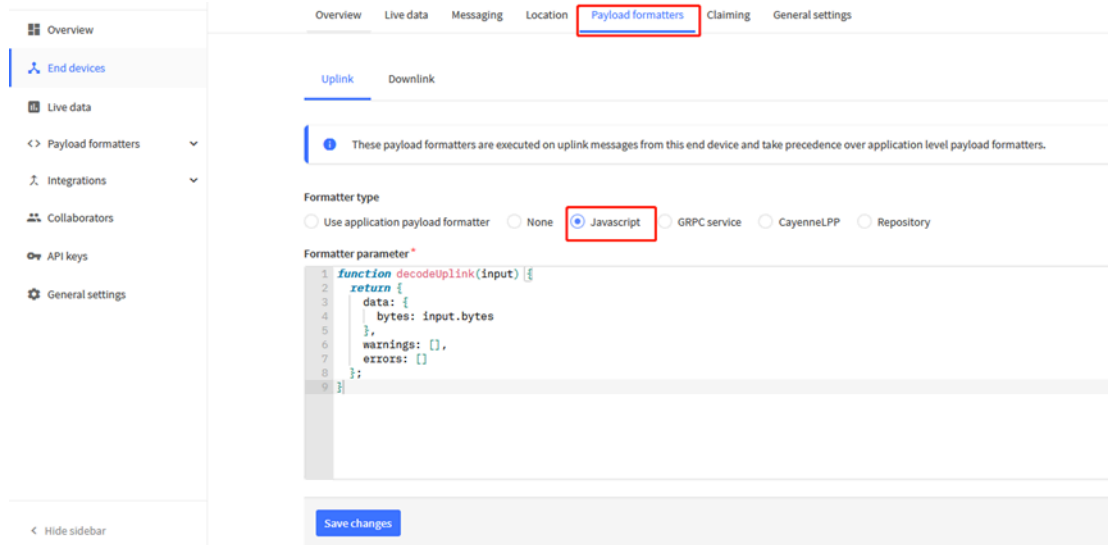 Overview Live data Messaging Location Payload formatters Claiming General settings
Overview
End devices
Live data
Payload formatters
Integrations
Collaborators
API keys
General settings
Hide sidebar
Uplink Downlink
These payload formatters are executed on uplink messages from this end device and take precedence over application level payload formatters.
Formatter type
Use application payload formatter None Javascript GRPC service CayenneLPP Repository
Formatter parameter *
1 function decodeUplink(input) {
2 return {
3 data: {
4 bytes: input.bytes
5 },
6 warnings: [],
7 errors: []
8 };
9 }
Save changes